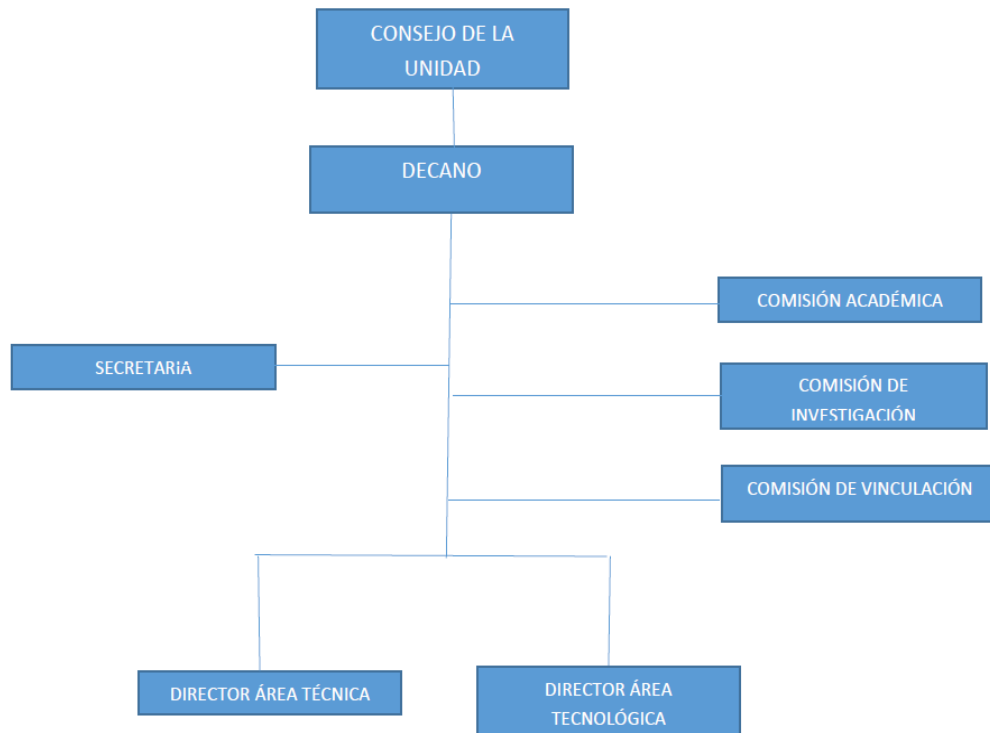 CONSEJO DE LA
UNIDAD
DECANO
COMISIÓN ACADÉMICA
SECRETARiA
COMISIÓN DE
INVESTIGACIÓN
COMISIÓN DE VINCULACIÓN
DIRECTOR ÁREA TÉCNICA
DIRECTOR ÁREA
TECNOLÓGICA